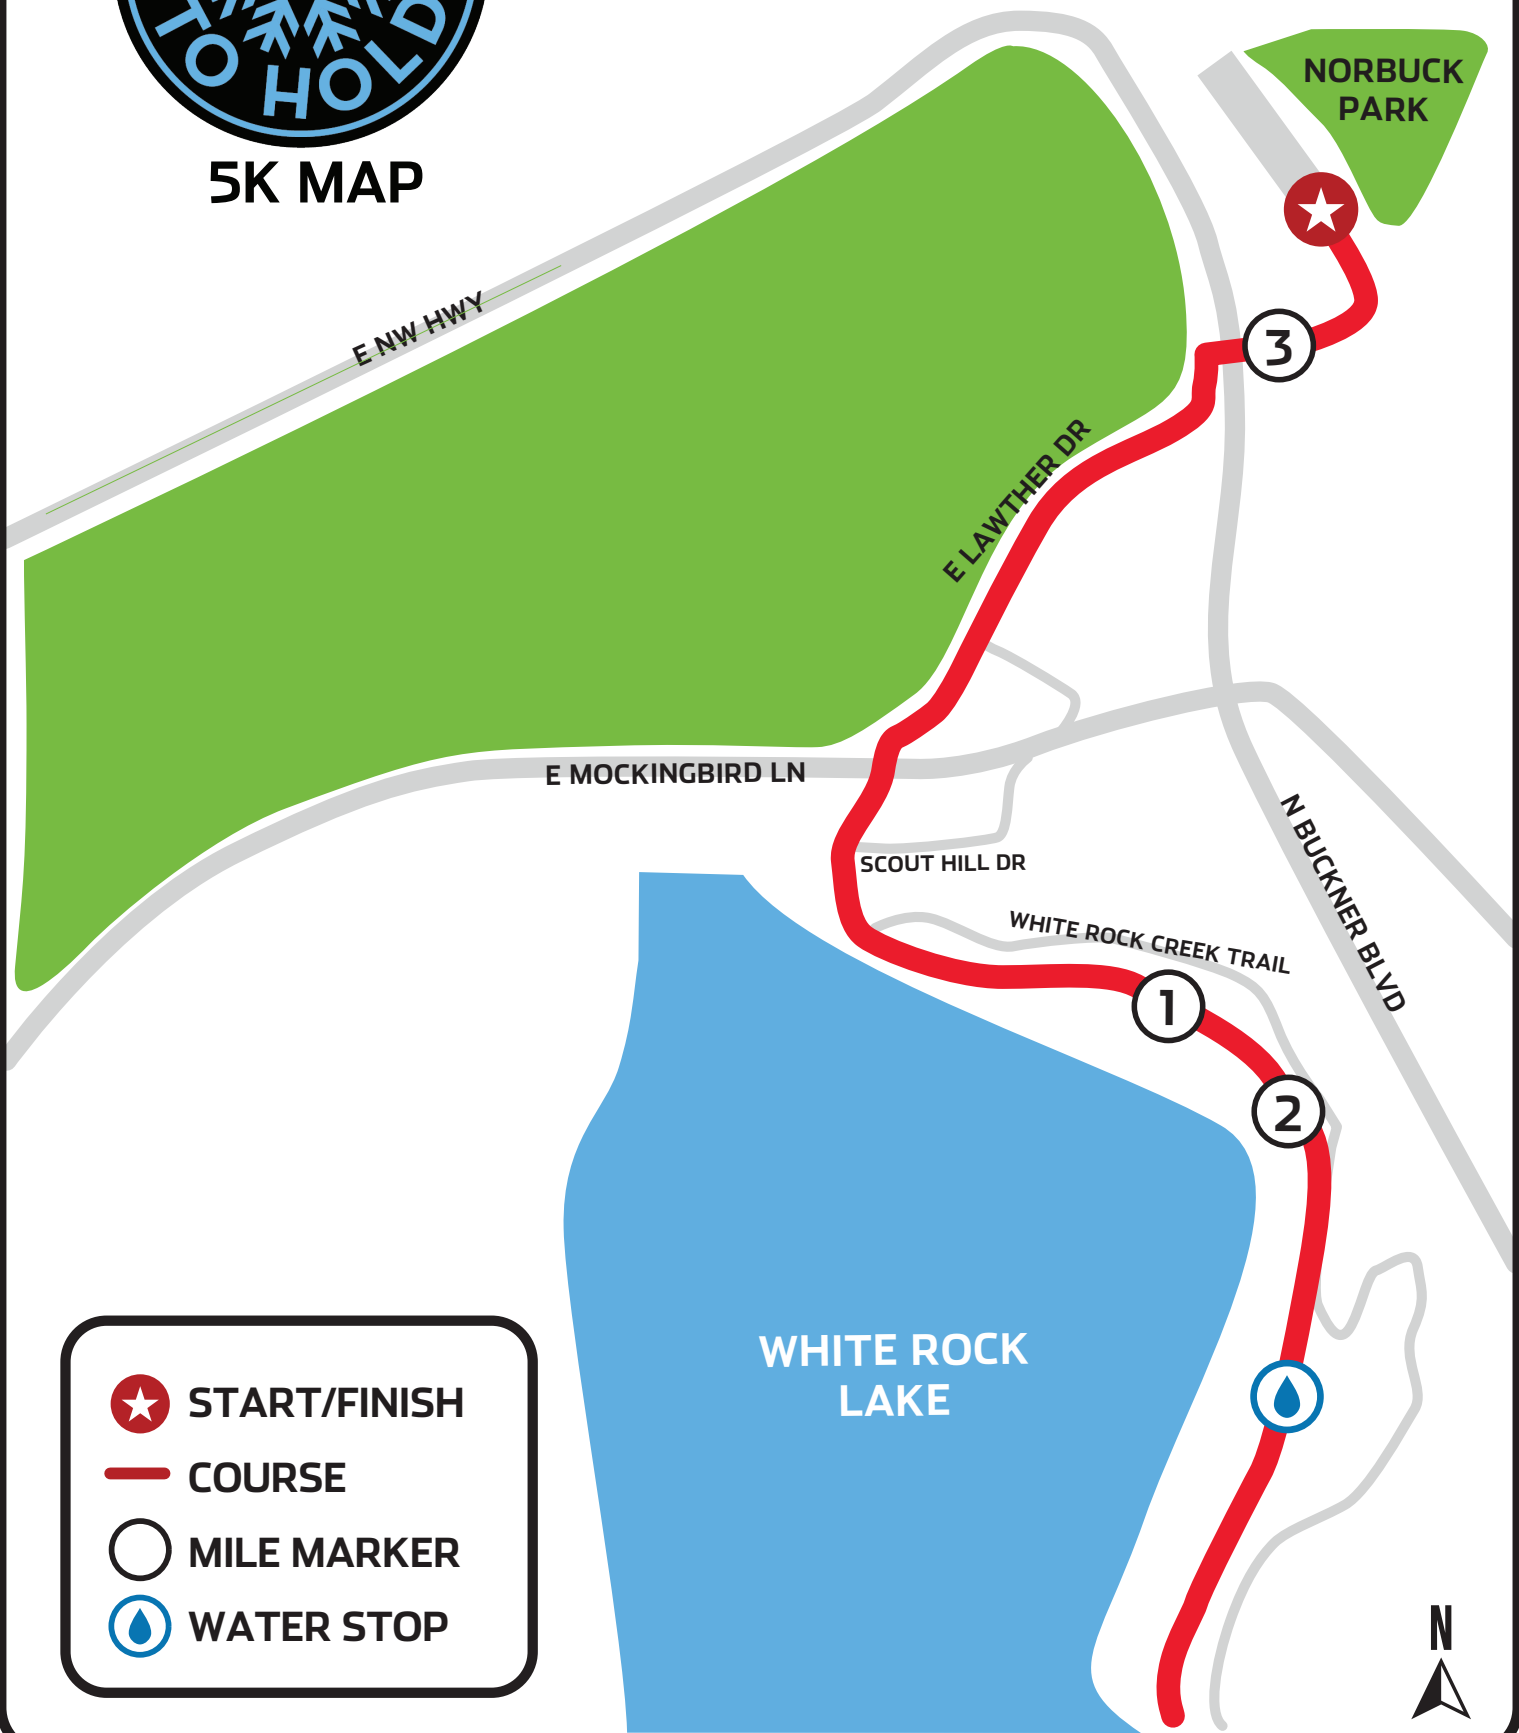 TO HOLD
5K MAP
NORBUCK
PARK
E NW HWY
3
E LAWTHER DR
E MOCKINGBIRD LN
SCOUT HILL DR
N BUCKNER BLVD
WHITE ROCK CREEK TRAIL
1
2
WHITE ROCK
LAKE
START/FINISH
COURSE
MILE MARKER
WATER STOP
N